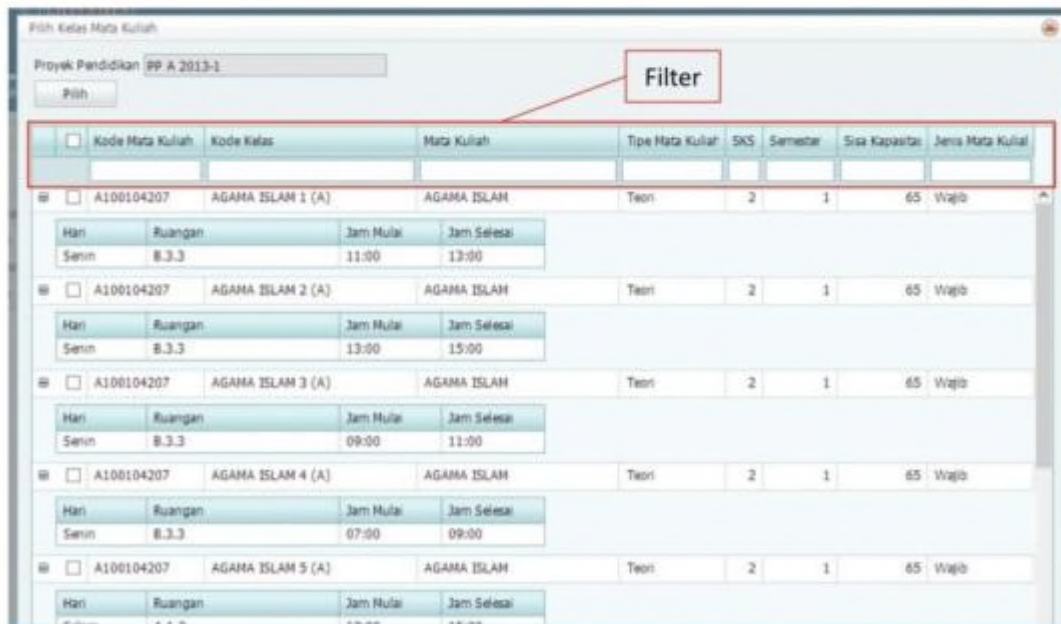 Pilih Kelas Mata Kuliah
Proyek Pendidikan PP A 2013-1
Pilih
Filter
Kode Mata Kuliah Kode Kelas Mata Kuliah Tipe Mata Kuliah SKS Semester Sisa Kapasitas Jenis Mata Kuliah
A100104207 AGAMA ISLAM 1 (A) AGAMA ISLAM Teori 2 1 65 Wajib
Hari Ruangan Jam Mulai Jam Selesai
Senin B.3.3 11:00 13:00
A100104207 AGAMA ISLAM 2 (A) AGAMA ISLAM Teori 2 1 65 Wajib
Hari Ruangan Jam Mulai Jam Selesai
Senin B.3.3 13:00 15:00
A100104207 AGAMA ISLAM 3 (A) AGAMA ISLAM Teori 2 1 65 Wajib
Hari Ruangan Jam Mulai Jam Selesai
Senin B.3.3 09:00 11:00
A100104207 AGAMA ISLAM 4 (A) AGAMA ISLAM Teori 2 1 65 Wajib
Hari Ruangan Jam Mulai Jam Selesai
Senin B.3.3 07:00 09:00
A100104207 AGAMA ISLAM 5 (A) AGAMA ISLAM Teori 2 1 65 Wajib
Hari Ruangan Jam Mulai Jam Selesai